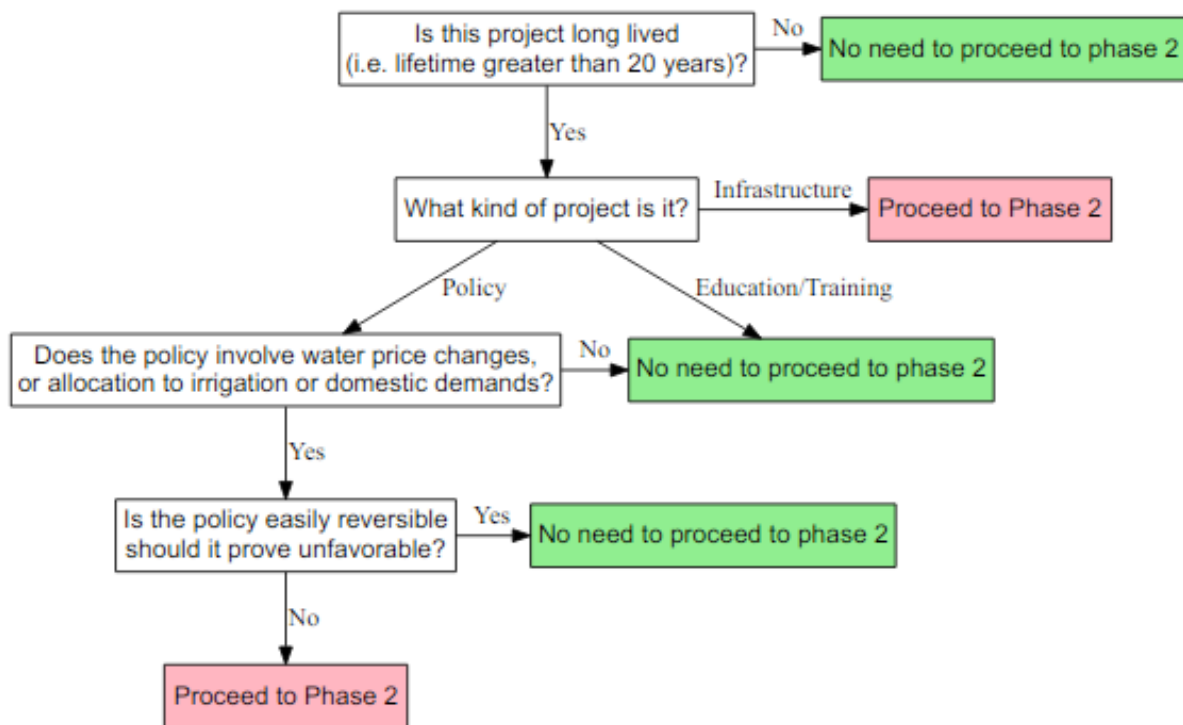 Is this project long lived
(i.e. lifetime greater than 20 years)?
No
No need to proceed to phase 2
Yes
What kind of project is it?
Infrastructure
Proceed to Phase 2
Policy
Education/Training
Does the policy involve water price changes,
or allocation to irrigation or domestic demands?
No
No need to proceed to phase 2
Yes
Is the policy easily reversible
should it prove unfavorable?
Yes
No need to proceed to phase 2
No
Proceed to Phase 2